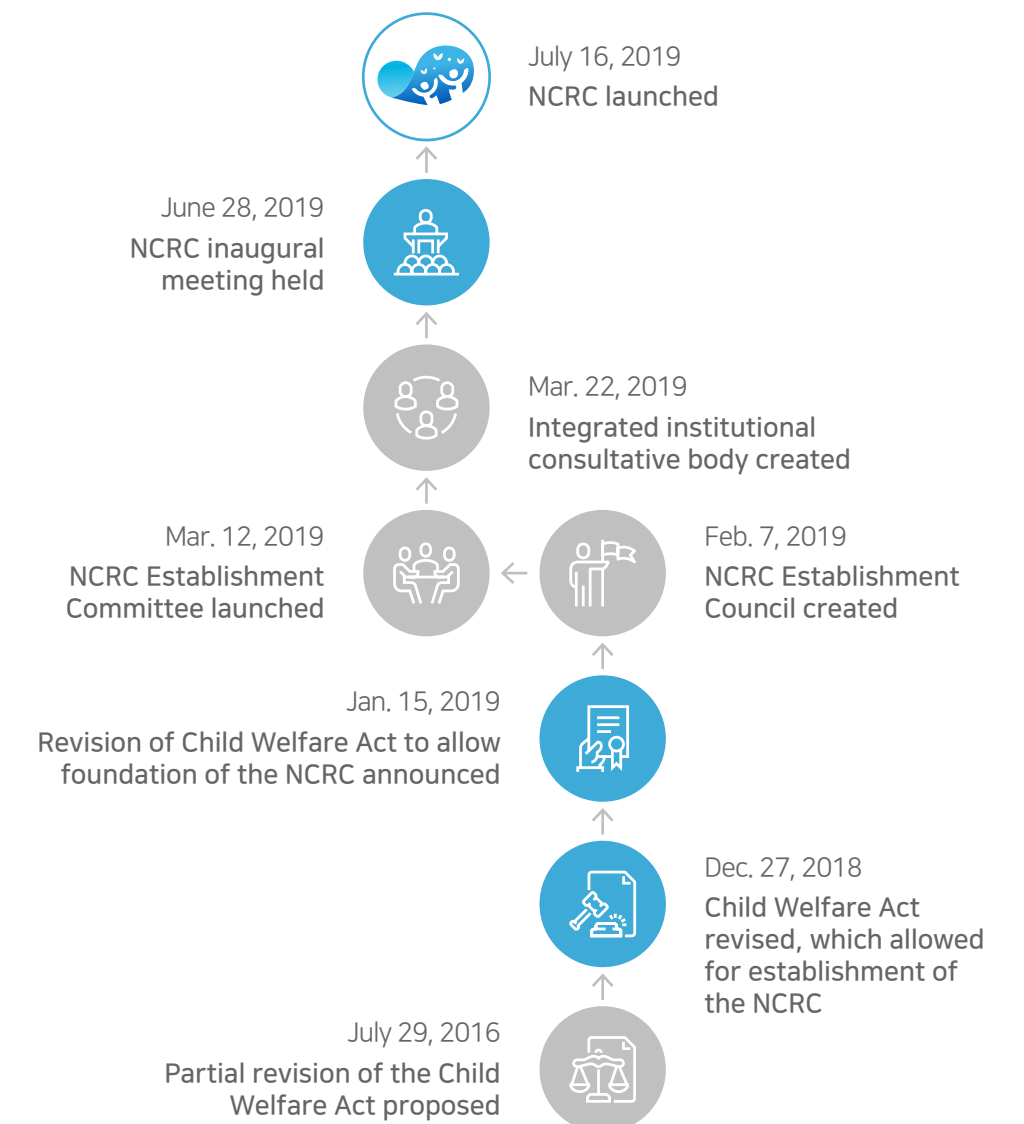 July 16, 2019
NCRC launched
June 28, 2019
NCRC inaugural
meeting held
Mar. 22, 2019
Integrated institutional
consultative body created
Mar. 12, 2019
NCRC Establishment
Committee launched
Feb. 7, 2019
NCRC Establishment
Council created
Jan. 15, 2019
Revision of Child Welfare Act to allow
foundation of the NCRC announced
Dec. 27, 2018
Child Welfare Act
revised, which allowed
for establishment of
the NCRC
July 29, 2016
Partial revision of the Child
Welfare Act proposed